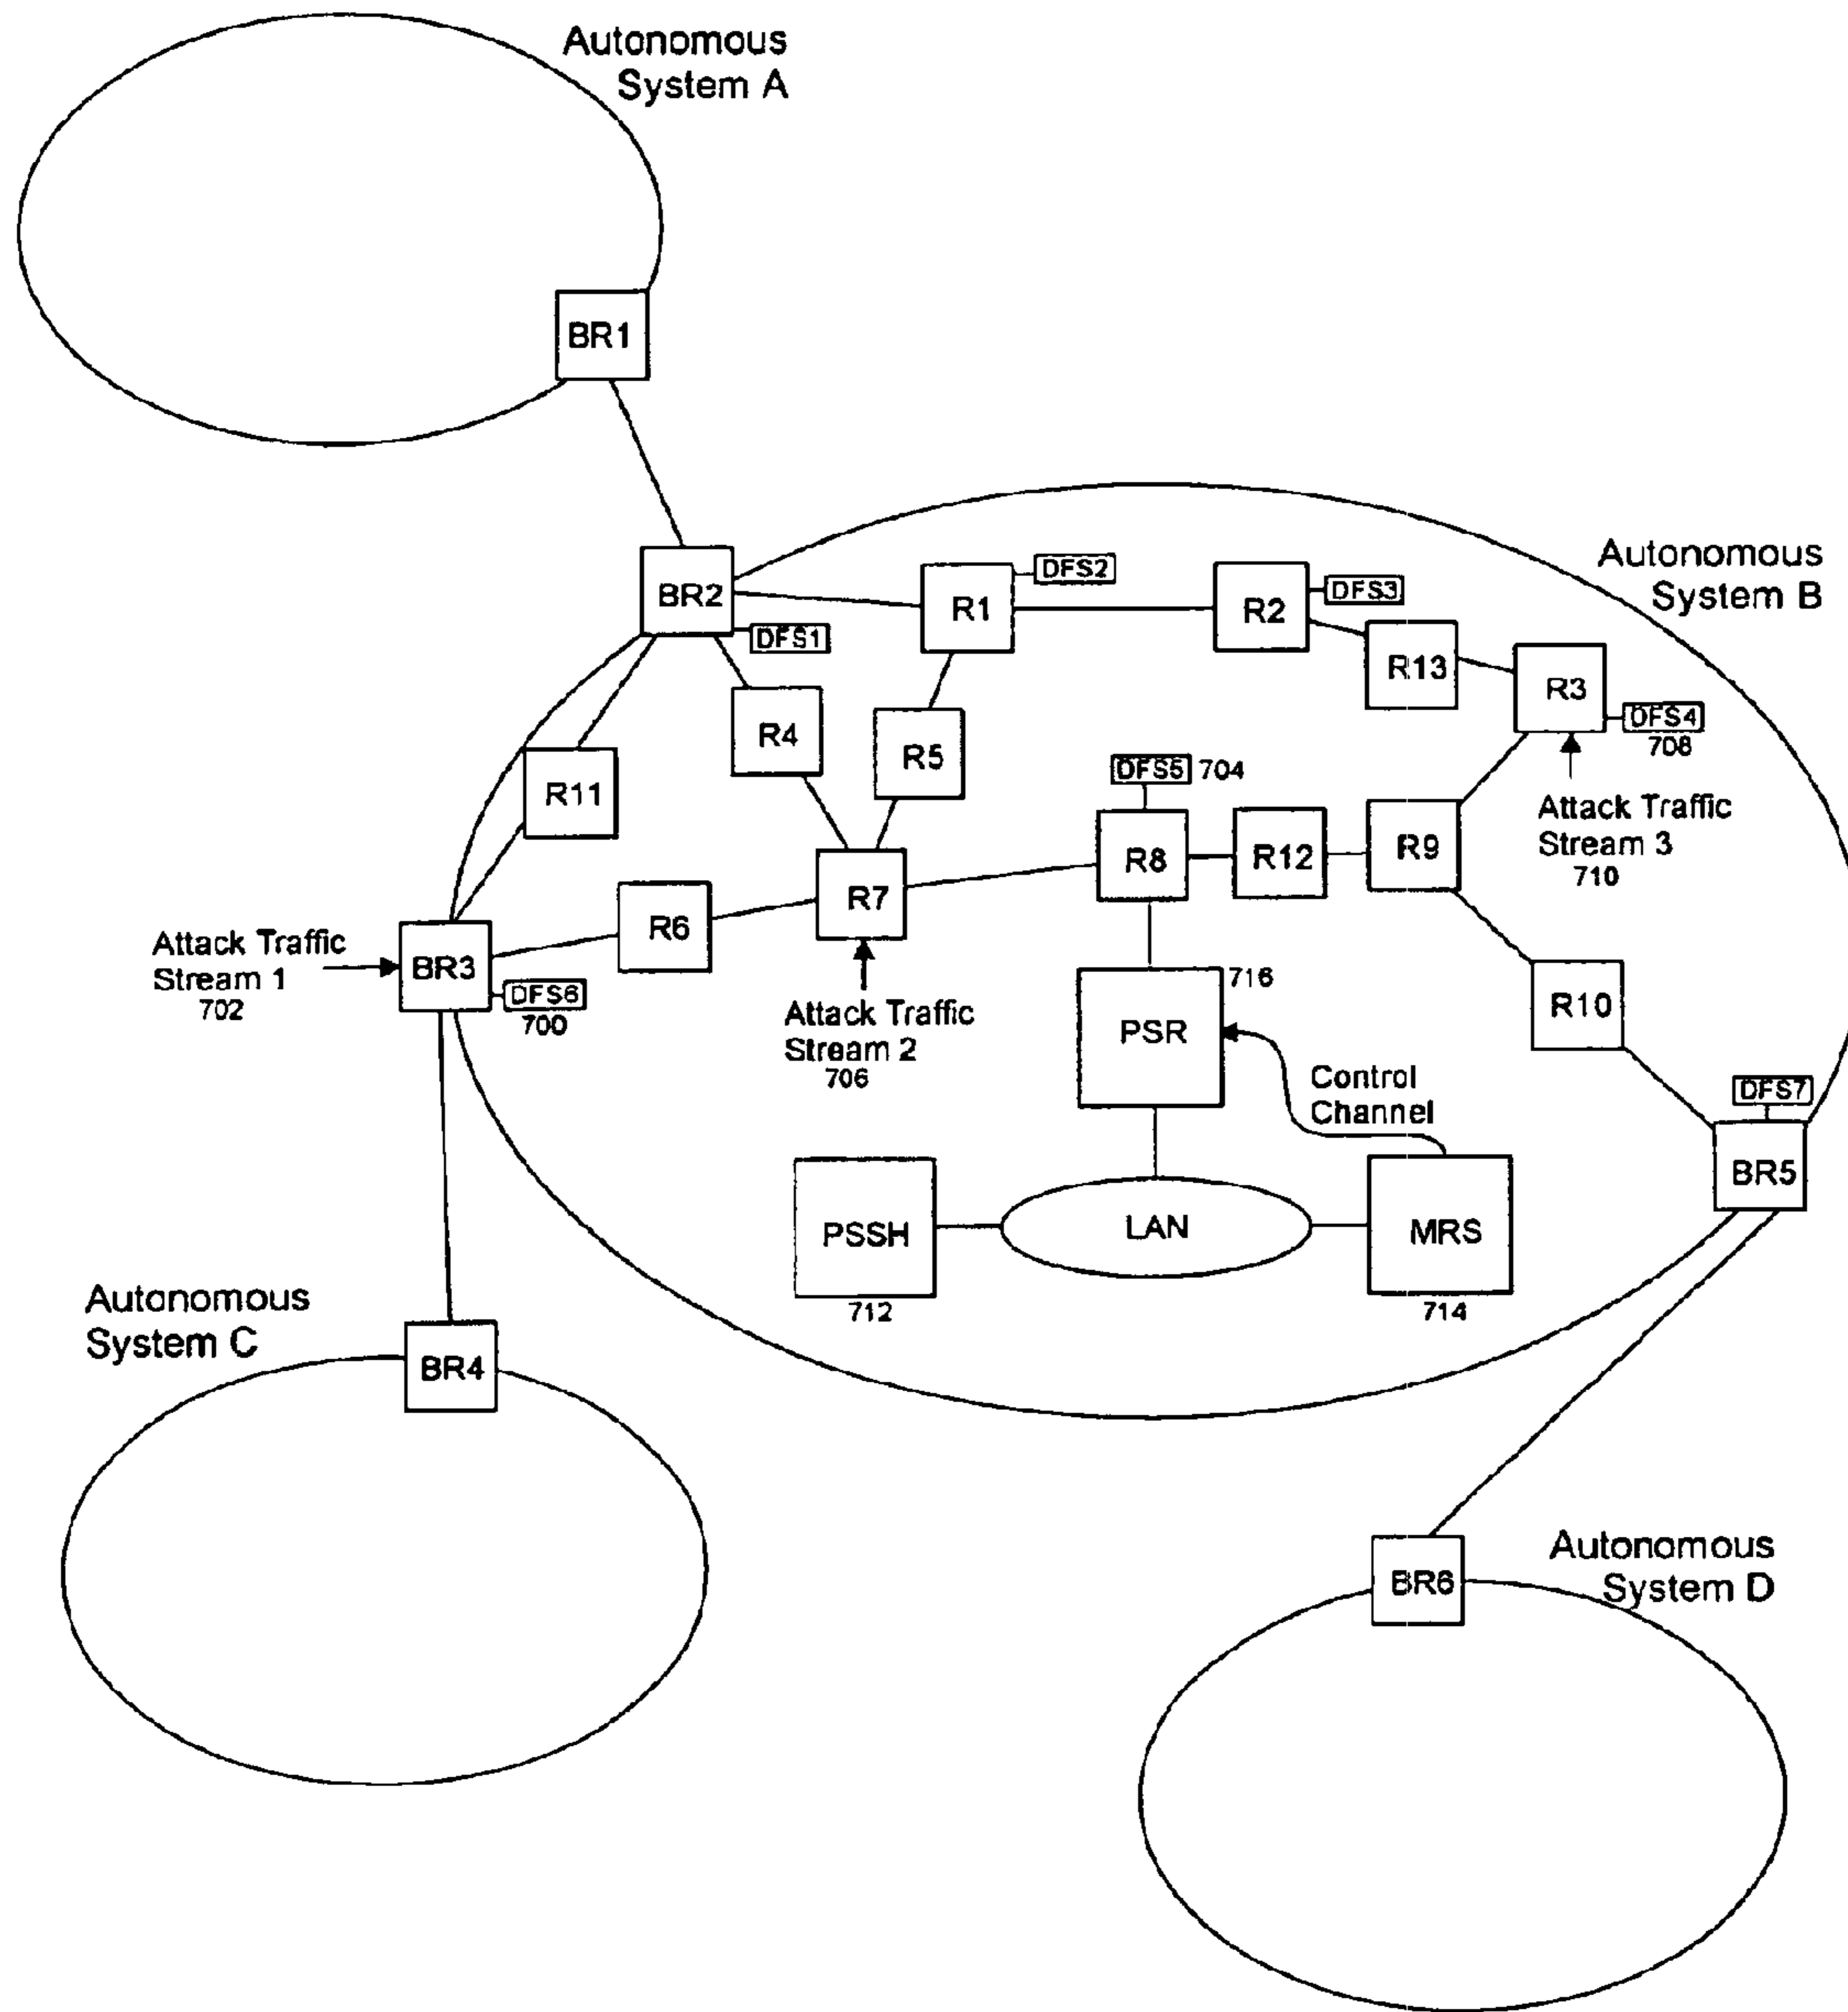 Autonomous
System A
BR1
Autonomous
System B
BR2
DFS1
R1
DFS2
R2
DFS3
R13
R3
DFS4
708
Attack Traffic
Stream 3
710
R4
R5
R11
DFS5 704
R8
R12
R9
R7
R6
Attack Traffic
Stream 1
702
BR3
DFS6
700
Attack Traffic
Stream 2
706
716
PSR
R10
Control
Channel
DFS7
BR5
PSSH
712
LAN
MRS
714
Autonomous
System C
BR4
Autonomous
System D
BR6